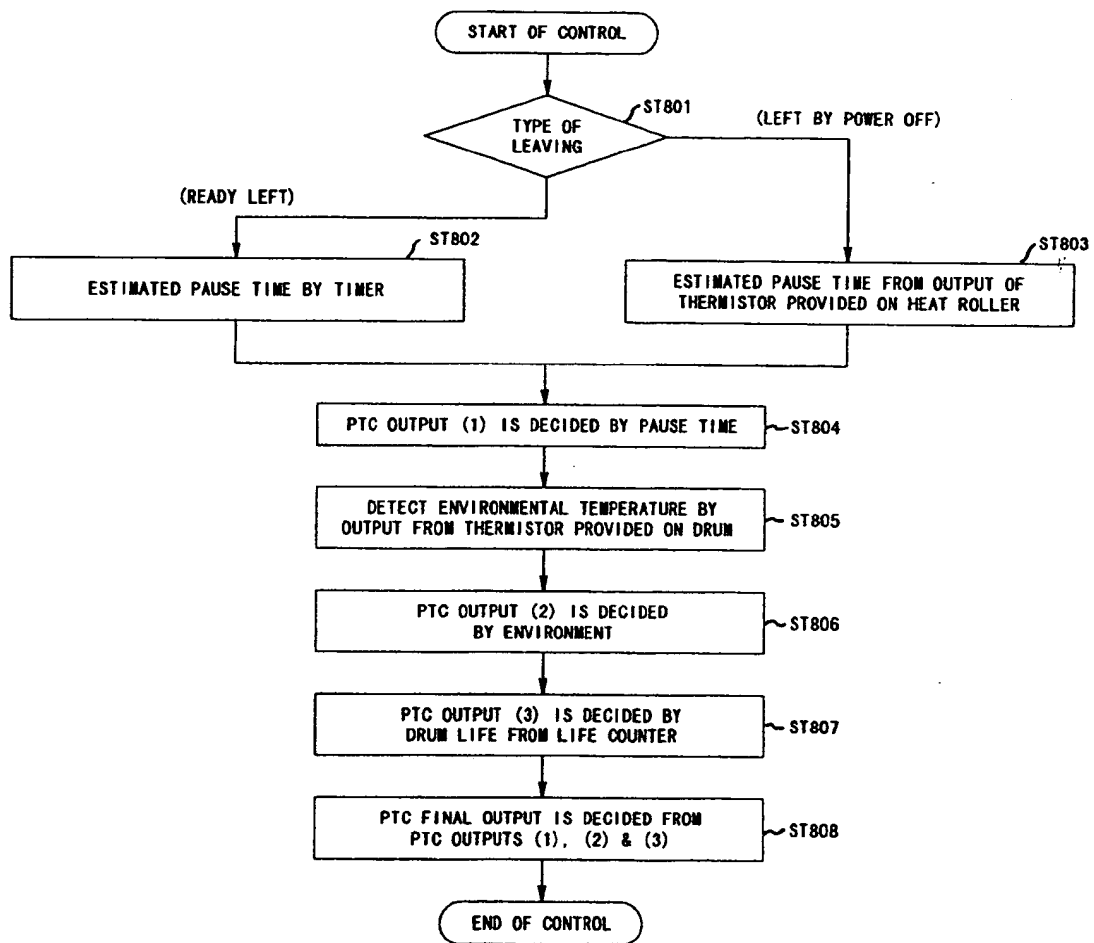 START OF CONTROL
ST801
TYPE OF
LEAVING
(LEFT BY POWER OFF)
(READY LEFT)
ST802
ESTIMATED PAUSE TIME BY TIMER
ST803
ESTIMATED PAUSE TIME FROM OUTPUT OF
THERMISTOR PROVIDED ON HEAT ROLLER
PTC OUTPUT (1) IS DECIDED BY PAUSE TIME
ST804
DETECT ENVIRONMENTAL TEMPERATURE BY
OUTPUT FROM THERMISTOR PROVIDED ON DRUM
ST805
PTC OUTPUT (2) IS DECIDED
BY ENVIRONMENT
ST806
PTC OUTPUT (3) IS DECIDED BY
DRUM LIFE FROM LIFE COUNTER
ST807
PTC FINAL OUTPUT IS DECIDED FROM
PTC OUTPUTS (1), (2) & (3)
ST808
END OF CONTROL